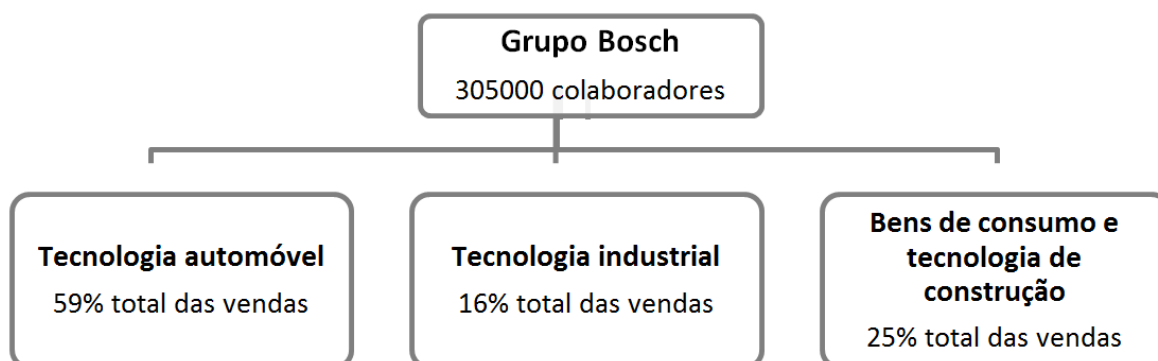 Grupo Bosch
305000 colaboradores
Tecnologia automóvel
59% total das vendas
Tecnologia industrial
16% total das vendas
Bens de consumo e
tecnologia de
construção
25% total das vendas